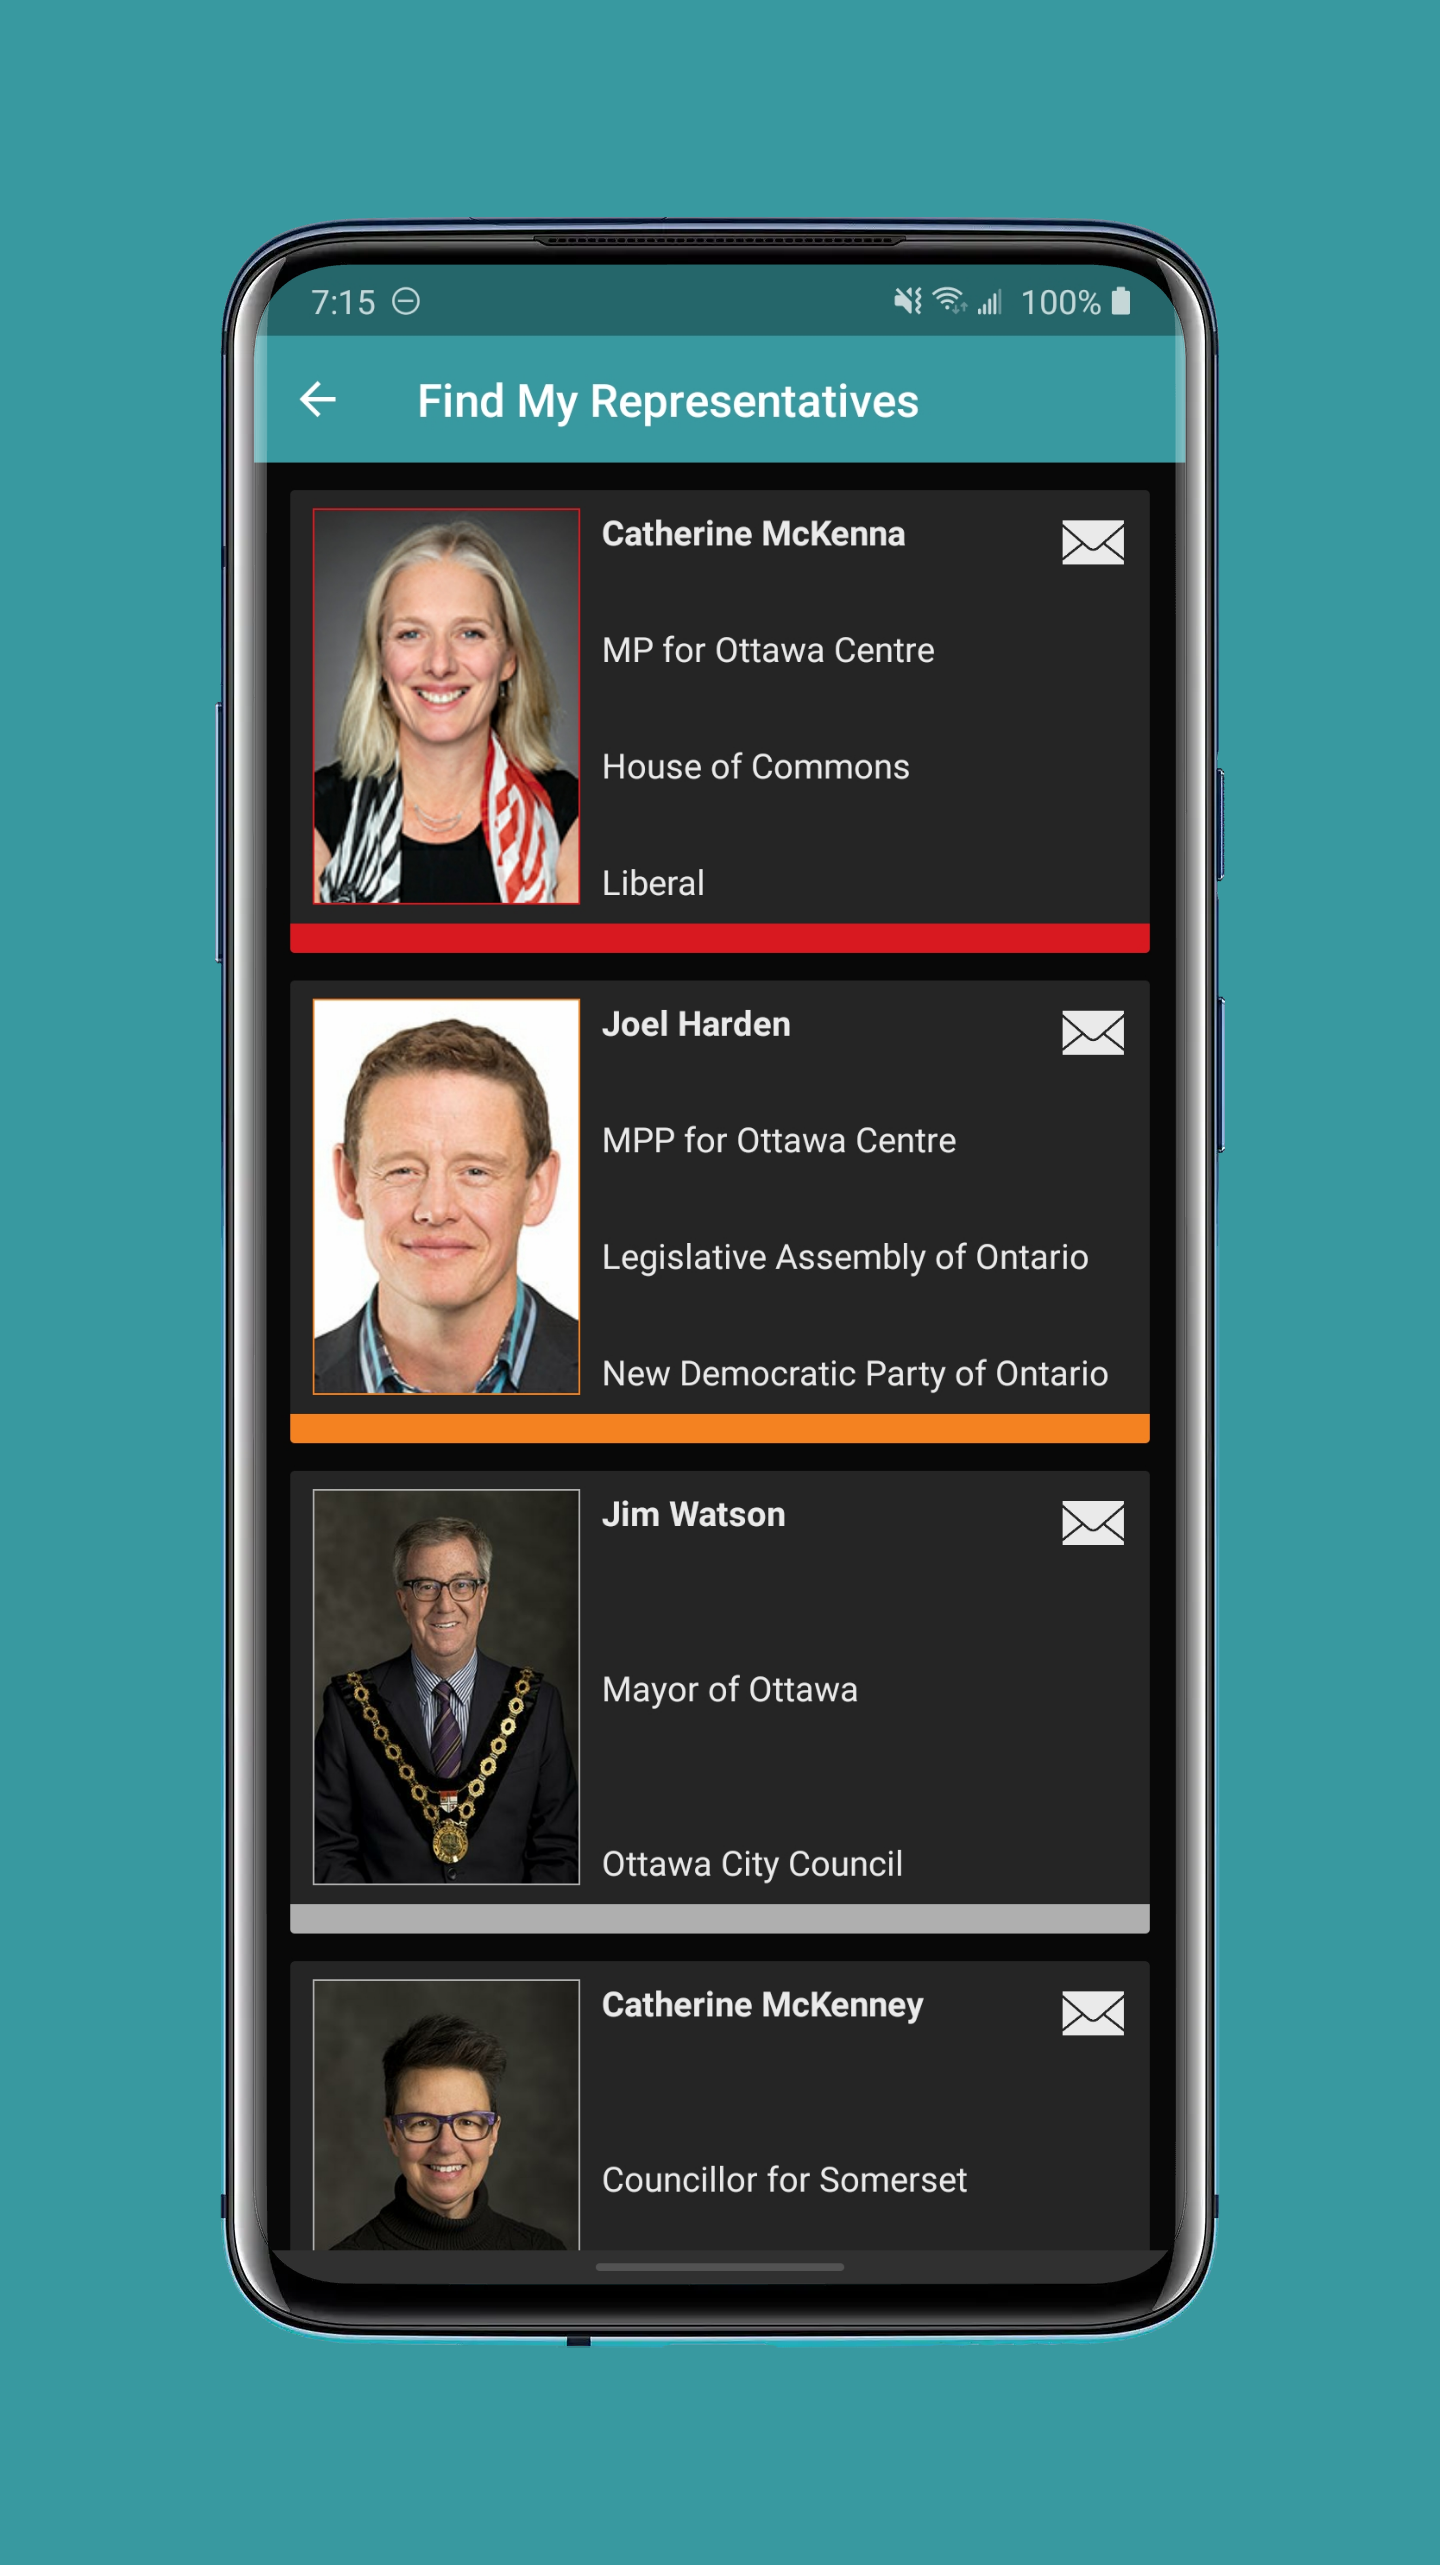 7:15
100%
Find My Representatives
Catherine McKenna
MP for Ottawa Centre
House of Commons
Liberal
Joel Harden
MPP for Ottawa Centre
Legislative Assembly of Ontario
New Democratic Party of Ontario
Jim Watson
Mayor of Ottawa
Ottawa City Council
Catherine McKenney
Councillor for Somerset